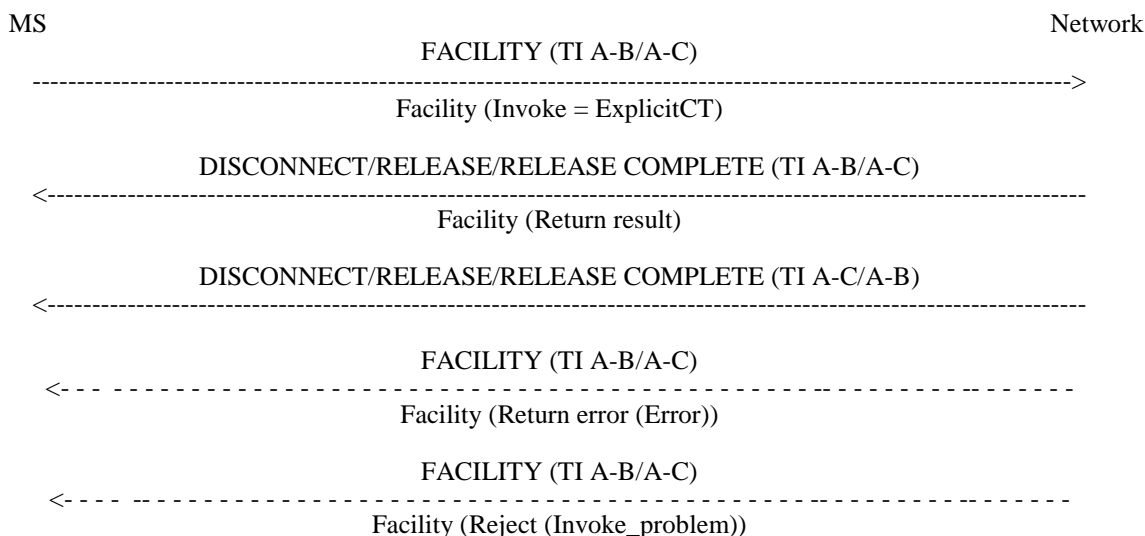 MS Network
FACILITY (TI A-B/A-C)
Facility (Invoke = ExplicitCT)
DISCONNECT/RELEASE/RELEASE COMPLETE (TI A-B/A-C)
Facility (Return result)
DISCONNECT/RELEASE/RELEASE COMPLETE (TI A-C/A-B)
FACILITY (TI A-B/A-C)
Facility (Return error (Error))
FACILITY (TI A-B/A-C)
Facility (Reject (Invoke_problem))